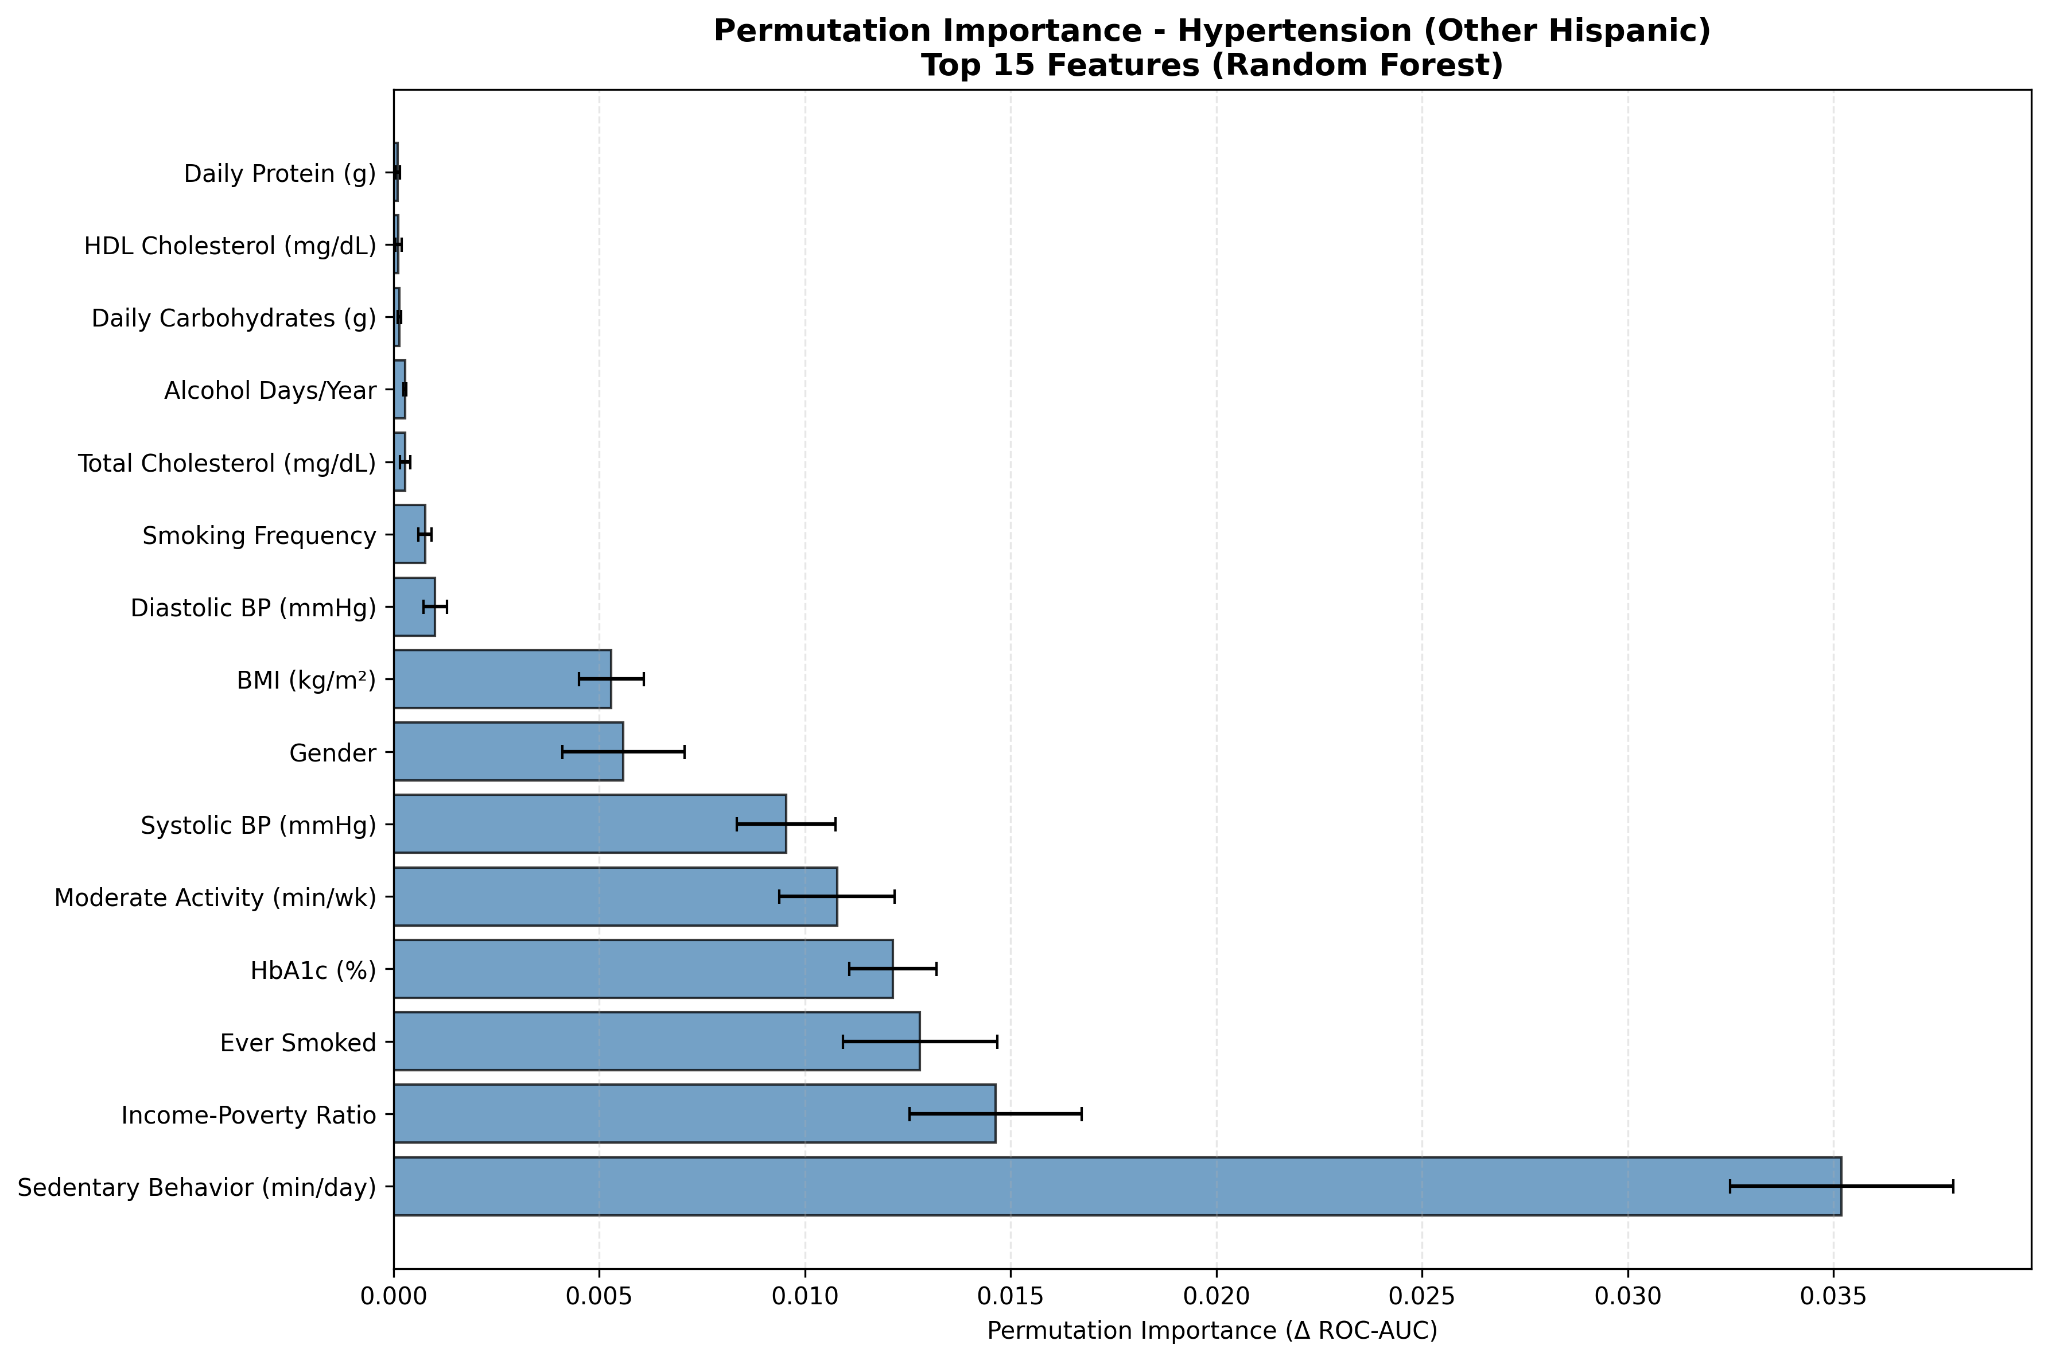 Permutation Importance - Hypertension (Other Hispanic)
Top 15 Features (Random Forest)
Daily Protein (g)
HDL Cholesterol (mg/dL)
Daily Carbohydrates (g)
Alcohol Days/Year
Total Cholesterol (mg/dL)
Smoking Frequency
Diastolic BP (mmHg)
BMI (kg/m²)
Gender
Systolic BP (mmHg)
Moderate Activity (min/wk)
HbA1c (%)
Ever Smoked
Income-Poverty Ratio
Sedentary Behavior (min/day)
0.000 0.005 0.010 0.015 0.020 0.025 0.030 0.035
Permutation Importance (Δ ROC-AUC)